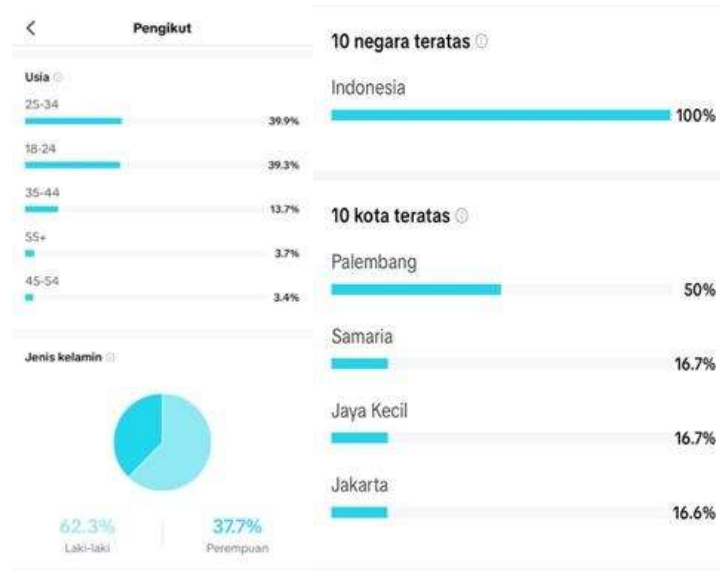 Pengikut
Usia
25-34
39.9%
18-24
39.3%
35-44
13.7%
55+
3.7%
45-54
3.4%
Jenis kelamin
62.3%
Laki-laki
37.7%
Perempuan
10 negara teratas
Indonesia
100%
10 kota teratas
Palembang
50%
Samaria
16.7%
Jaya Kecil
16.7%
Jakarta
16.6%